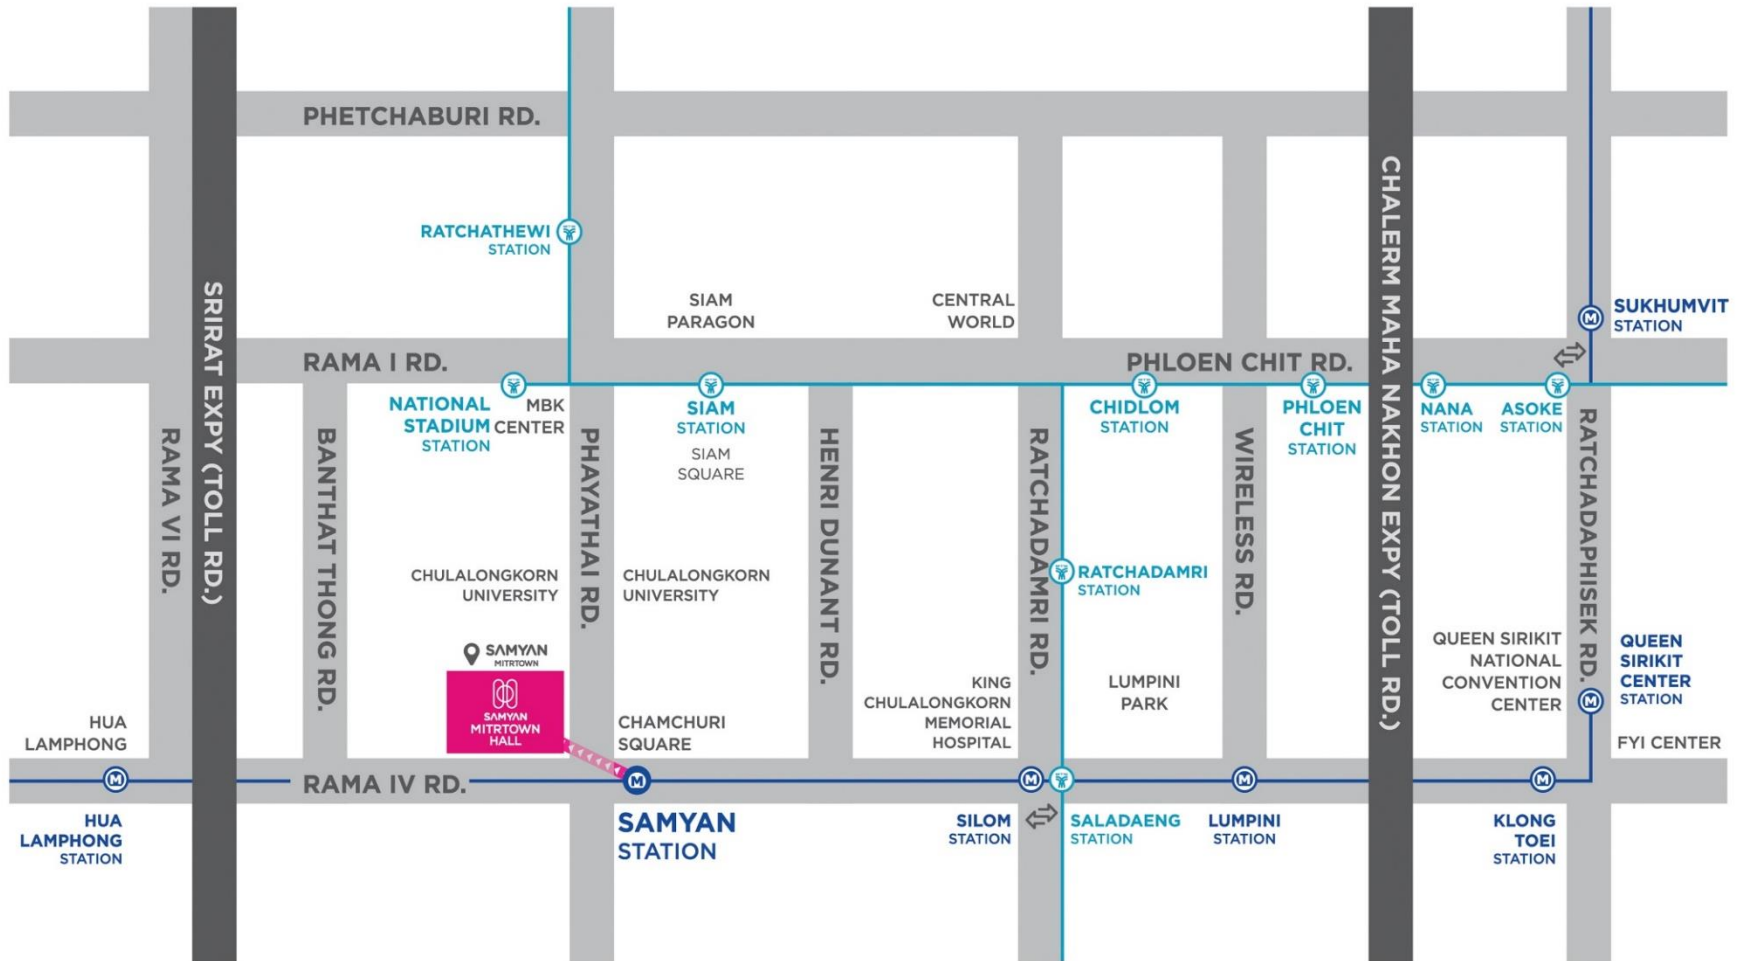 PHETCHABURI RD.
RATCHATHEWI
STATION
SIAM
PARAGON
CENTRAL
WORLD
SUKHUMVIT
STATION
RAMA I RD.
PHLOEN CHIT RD.
NATIONAL
STADIUM
STATION
MBK
CENTER
SIAM
STATION
SIAM
SQUARE
CHIDLOM
STATION
PHLOEN
CHIT
STATION
NANA
STATION
ASOKE
STATION
RAMA VI RD.
SRIRAT EXPY (TOLL RD.)
BANTHAT THONG RD.
PHAYATHAI RD.
HENRI DUNANT RD.
RATCHADAMRI RD.
WIRELESS RD.
CHALERM MAHA NAKHON EXPY (TOLL RD.)
RATCHADAPHISEK RD.
CHULALONGKORN
UNIVERSITY
CHULALONGKORN
UNIVERSITY
RATCHADAMRI
STATION
SAMYAN
MITRTOWN
SAMYAN
MITRTOWN
HALL
QUEEN SIRIKIT
NATIONAL
CONVENTION
CENTER
QUEEN
SIRIKIT
CENTER
STATION
HUA
LAMPHONG
CHAMCHURI
SQUARE
KING
CHULALONGKORN
MEMORIAL
HOSPITAL
LUMPINI
PARK
FYI CENTER
M
M
M
M
M
M
M
RAMA IV RD.
HUA
LAMPHONG
STATION
SAMYAN
STATION
SILOM
STATION
SALADAENG
STATION
LUMPINI
STATION
KLONG
TOEI
STATION